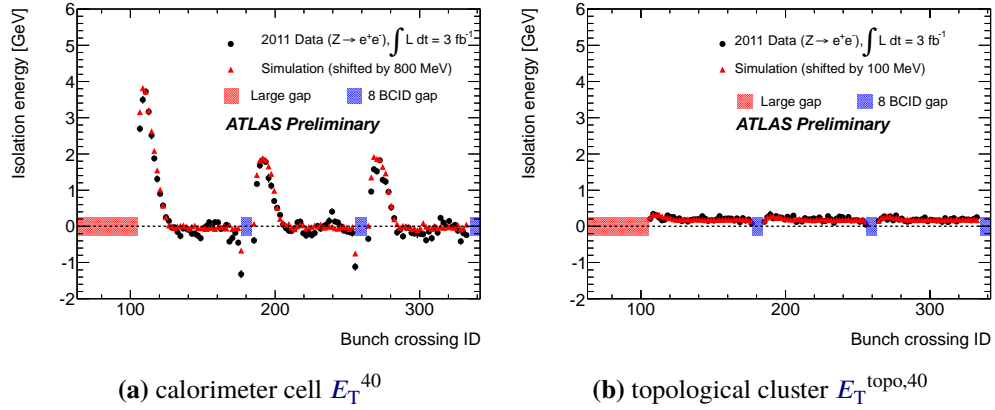 Isolation energy [GeV]
6
5
4
3
2
1
0
-1
-2
2011 Data (Z→ e⁺e⁻), ∫ L dt = 3 fb⁻¹
Simulation (shifted by 800 MeV)
Large gap
8 BCID gap
ATLAS Preliminary
100
200
300
Bunch crossing ID
(a) calorimeter cell E_T^40
Isolation energy [GeV]
6
5
4
3
2
1
0
-1
-2
2011 Data (Z→ e⁺e⁻), ∫ L dt = 3 fb⁻¹
Simulation (shifted by 100 MeV)
Large gap
8 BCID gap
ATLAS Preliminary
100
200
300
Bunch crossing ID
(b) topological cluster E_T^topo,40